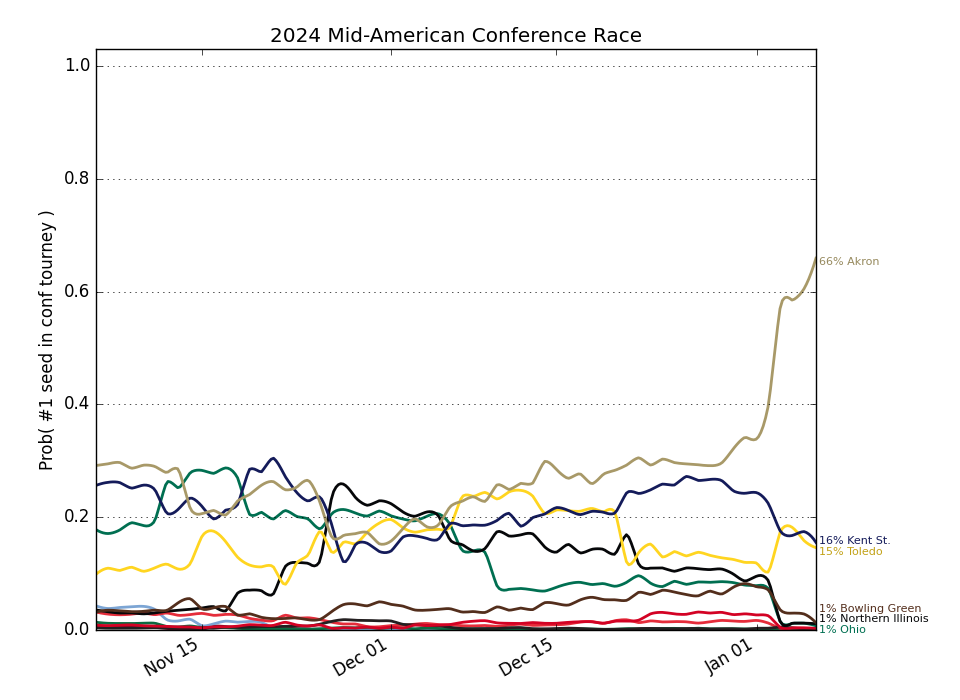 2024 Mid-American Conference Race
Prob( #1 seed in conf tourney )
1.0
0.8
0.6
0.4
0.2
0.0
Nov 15
Dec 01
Dec 15
Jan 01
66% Akron
16% Kent St.
15% Toledo
1% Bowling Green
1% Northern Illinois
1% Ohio